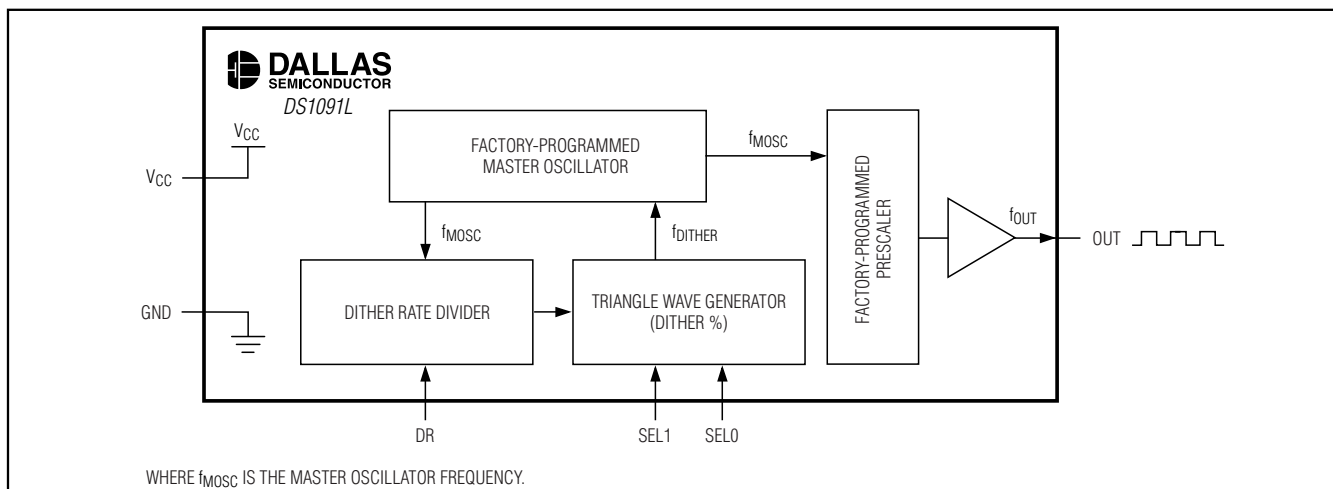 DALLAS
SEMICONDUCTOR
DS1091L
VCC
VCC
FACTORY-PROGRAMMED
MASTER OSCILLATOR
fMOSC
fMOSC
fDITHER
FACTORY-PROGRAMMED
PRESCALER
fOUT
OUT
GND
DITHER RATE DIVIDER
TRIANGLE WAVE GENERATOR
(DITHER %)
DR
SEL1
SEL0
WHERE fMOSC IS THE MASTER OSCILLATOR FREQUENCY.